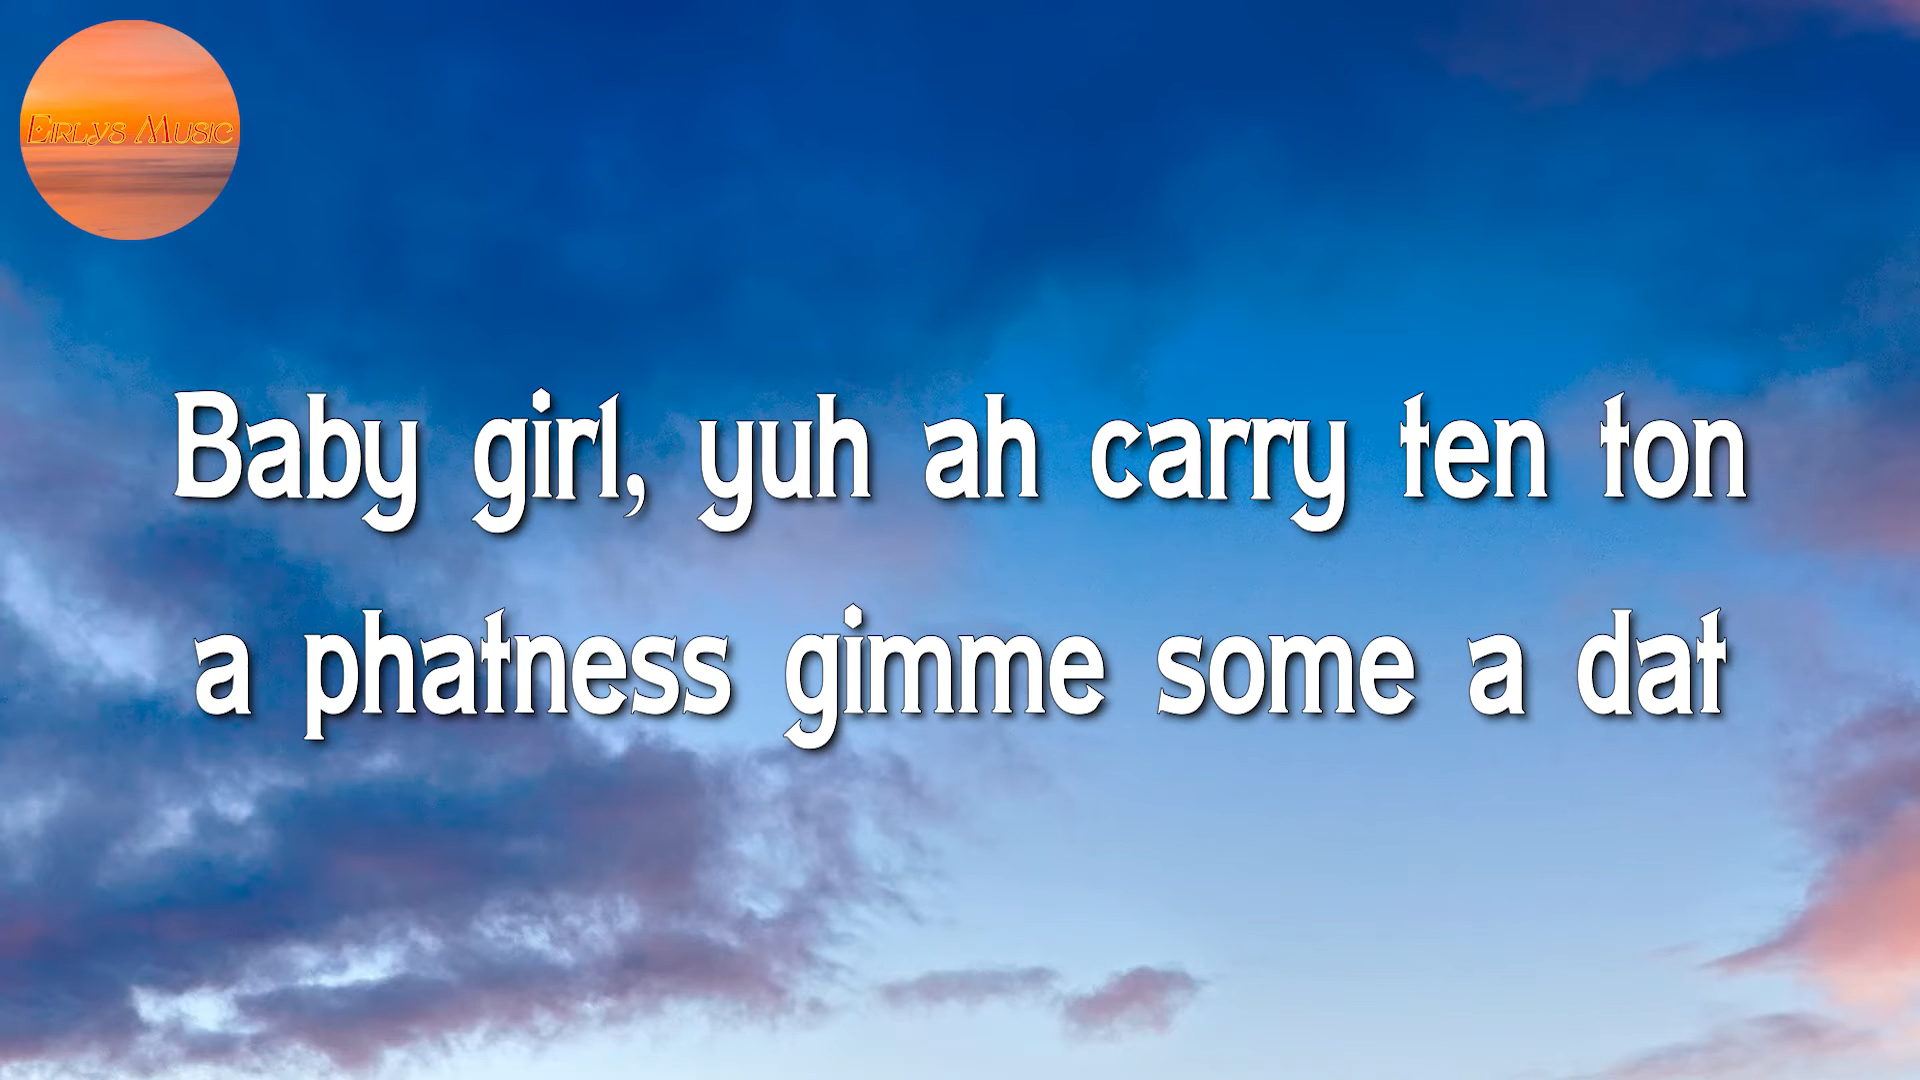 Eirlys Music
Baby girl, yuh ah carry ten ton
a phatness gimme some a dat